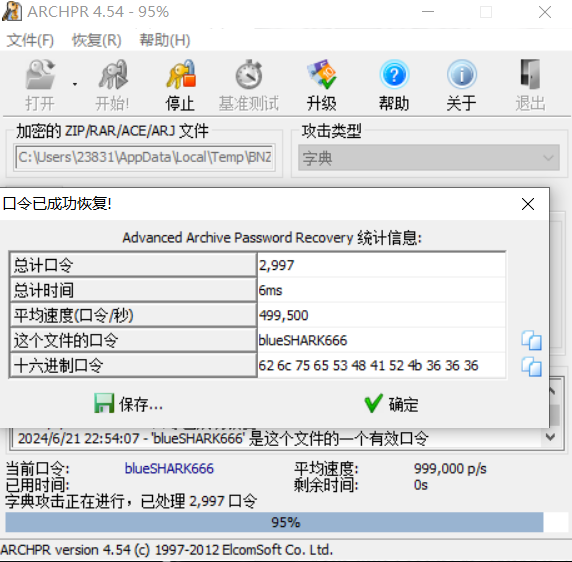 ARCHPR 4.54 - 95%
文件(F) 恢复(R) 帮助(H)
打开 开始! 停止 基准测试 升级 帮助 关于 退出
加密的 ZIP/RAR/ACE/ARJ 文件 攻击类型
C:\Users\23831\AppData\Local\Temp\BNZ 字典
口令已成功恢复!
Advanced Archive Password Recovery 统计信息:
总计口令 2,997
总计时间 6ms
平均速度(口令/秒) 499,500
这个文件的口令 blueSHARK666
十六进制口令 62 6c 75 65 53 48 41 52 4b 36 36 36
保存... 确定
2024/6/21 22:54:07 - 'blueSHARK666' 是这个文件的一个有效口令
当前口令: blueSHARK666 平均速度: 999,000 p/s
已用时间: 剩余时间: 0s
字典攻击正在进行，已处理 2,997 口令
95%
ARCHPR version 4.54 (c) 1997-2012 ElcomSoft Co. Ltd.